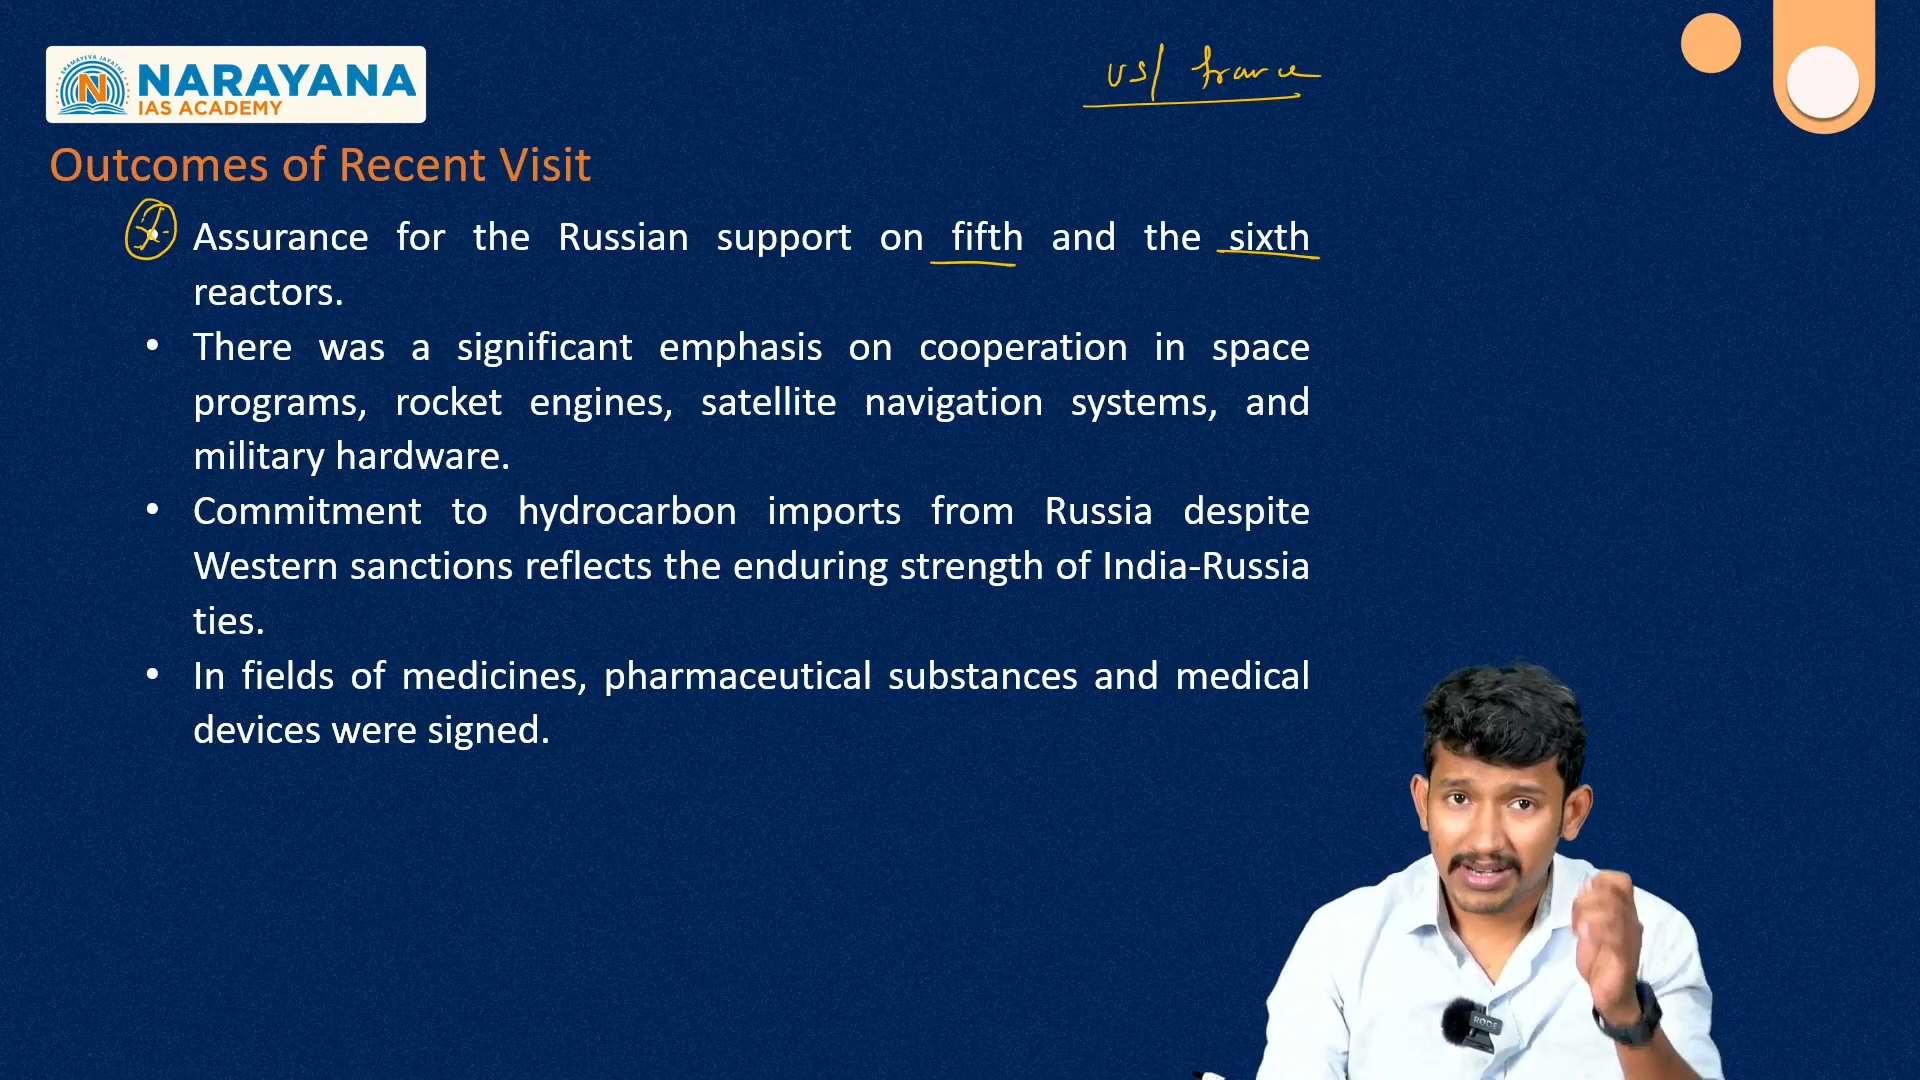 SRAMAYEVA JAYATHE
N
NARAYANA
IAS ACADEMY
US/ france
Outcomes of Recent Visit
• Assurance for the Russian support on fifth and the sixth
reactors.
• There was a significant emphasis on cooperation in space
programs, rocket engines, satellite navigation systems, and
military hardware.
• Commitment to hydrocarbon imports from Russia despite
Western sanctions reflects the enduring strength of India-Russia
ties.
• In fields of medicines, pharmaceutical substances and medical
devices were signed.
RODE